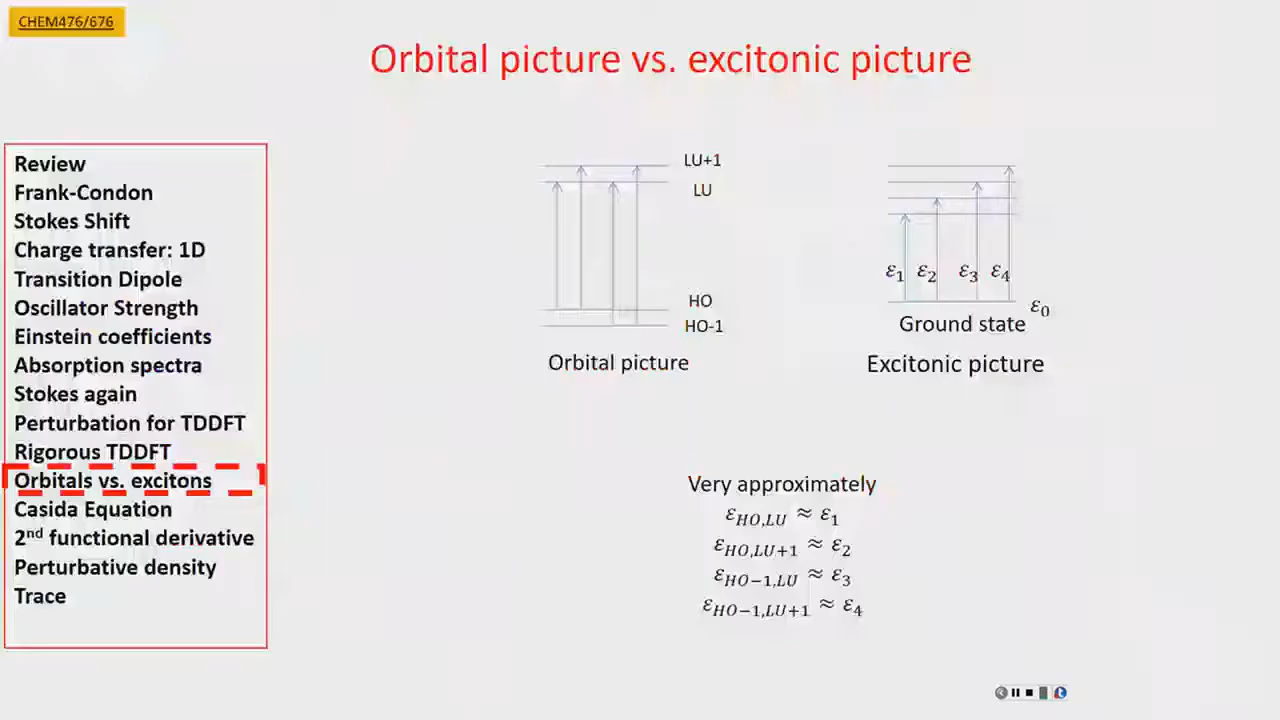 CHEM476/676
Orbital picture vs. excitonic picture
Review
Frank-Condon
Stokes Shift
Charge transfer: 1D
Transition Dipole
Oscillator Strength
Einstein coefficients
Absorption spectra
Stokes again
Perturbation for TDDFT
Rigorous TDDFT
Orbitals vs. excitons
Casida Equation
2nd functional derivative
Perturbative density
Trace
LU+1
LU
HO
HO-1
Orbital picture
ε1 ε2 ε3 ε4
ε0
Ground state
Excitonic picture
Very approximately
εHO,LU ≈ ε1
εHO,LU+1 ≈ ε2
εHO−1,LU ≈ ε3
εHO−1,LU+1 ≈ ε4